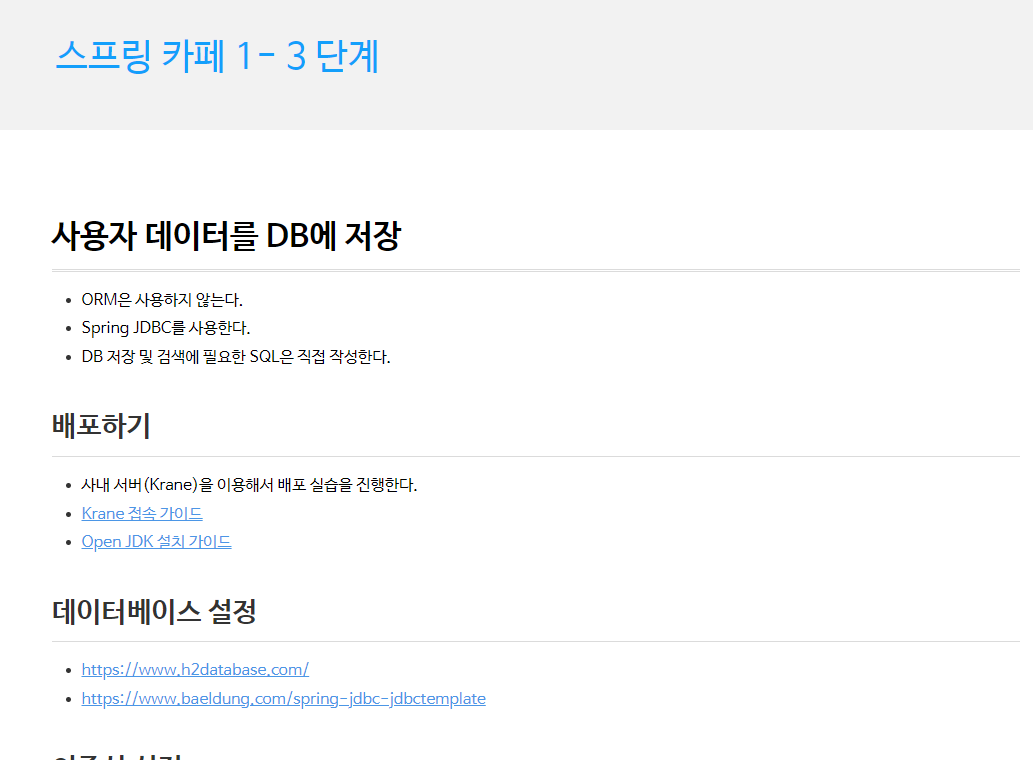 스프링 카페 1- 3 단계
사용자 데이터를 DB에 저장
ORM은 사용하지 않는다.
Spring JDBC를 사용한다.
DB 저장 및 검색에 필요한 SQL은 직접 작성한다.
배포하기
사내 서버(Krane)을 이용해서 배포 실습을 진행한다.
Krane 접속 가이드
Open JDK 설치 가이드
데이터베이스 설정
https://www.h2database.com/
https://www.baeldung.com/spring-jdbc-jdbctemplate